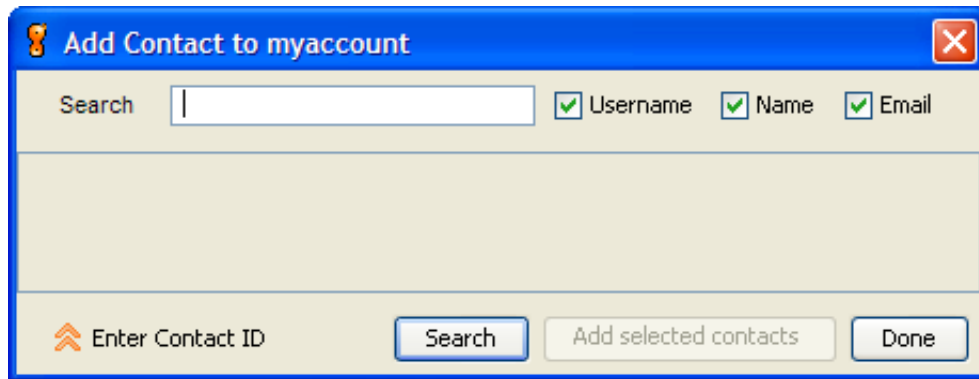 Add Contact to myaccount
Search Username Name Email
Enter Contact ID Search Add selected contacts Done